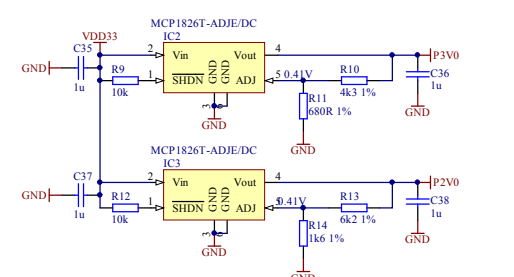 MCP1826T-ADJE/DC
IC2
VDD33
C35
GND
1u
R9
10k
2
1
Vin
Vout
SHDN
GND
GND
ADJ
3
6
GND
4
5
0.41V
R10
4k3 1%
R11
680R 1%
GND
P3V0
C36
1u
GND
MCP1826T-ADJE/DC
IC3
C37
GND
1u
R12
10k
2
1
Vin
Vout
SHDN
GND
GND
ADJ
3
6
GND
4
5
0.41V
R13
6k2 1%
R14
1k6 1%
GND
P2V0
C38
1u
GND